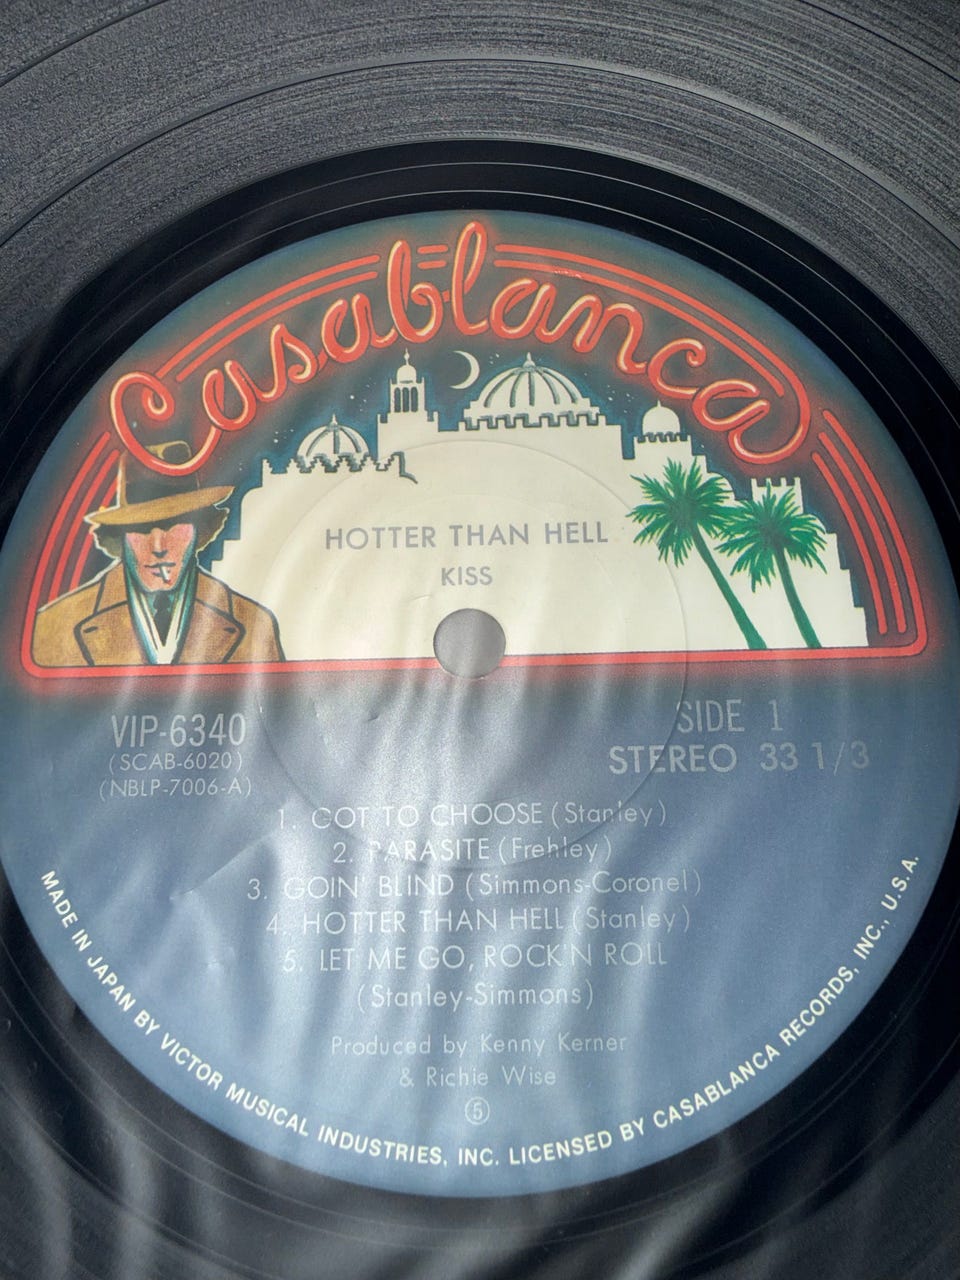 Casablanca
HOTTER THAN HELL
KISS
VIP-6340
(SCAB-6020)
(NBLP-7006-A)
SIDE 1
STEREO 33 1/3
1. GOT TO CHOOSE (Stanley)
2. PARASITE (Frehley)
3. GOIN' BLIND (Simmons-Coronel)
4. HOTTER THAN HELL (Stanley)
5. LET ME GO, ROCK'N ROLL
(Stanley-Simmons)
Produced by Kenny Kerner
& Richie Wise
⑤
MADE IN JAPAN BY VICTOR MUSICAL INDUSTRIES, INC. LICENSED BY CASABLANCA RECORDS, INC., U.S.A.